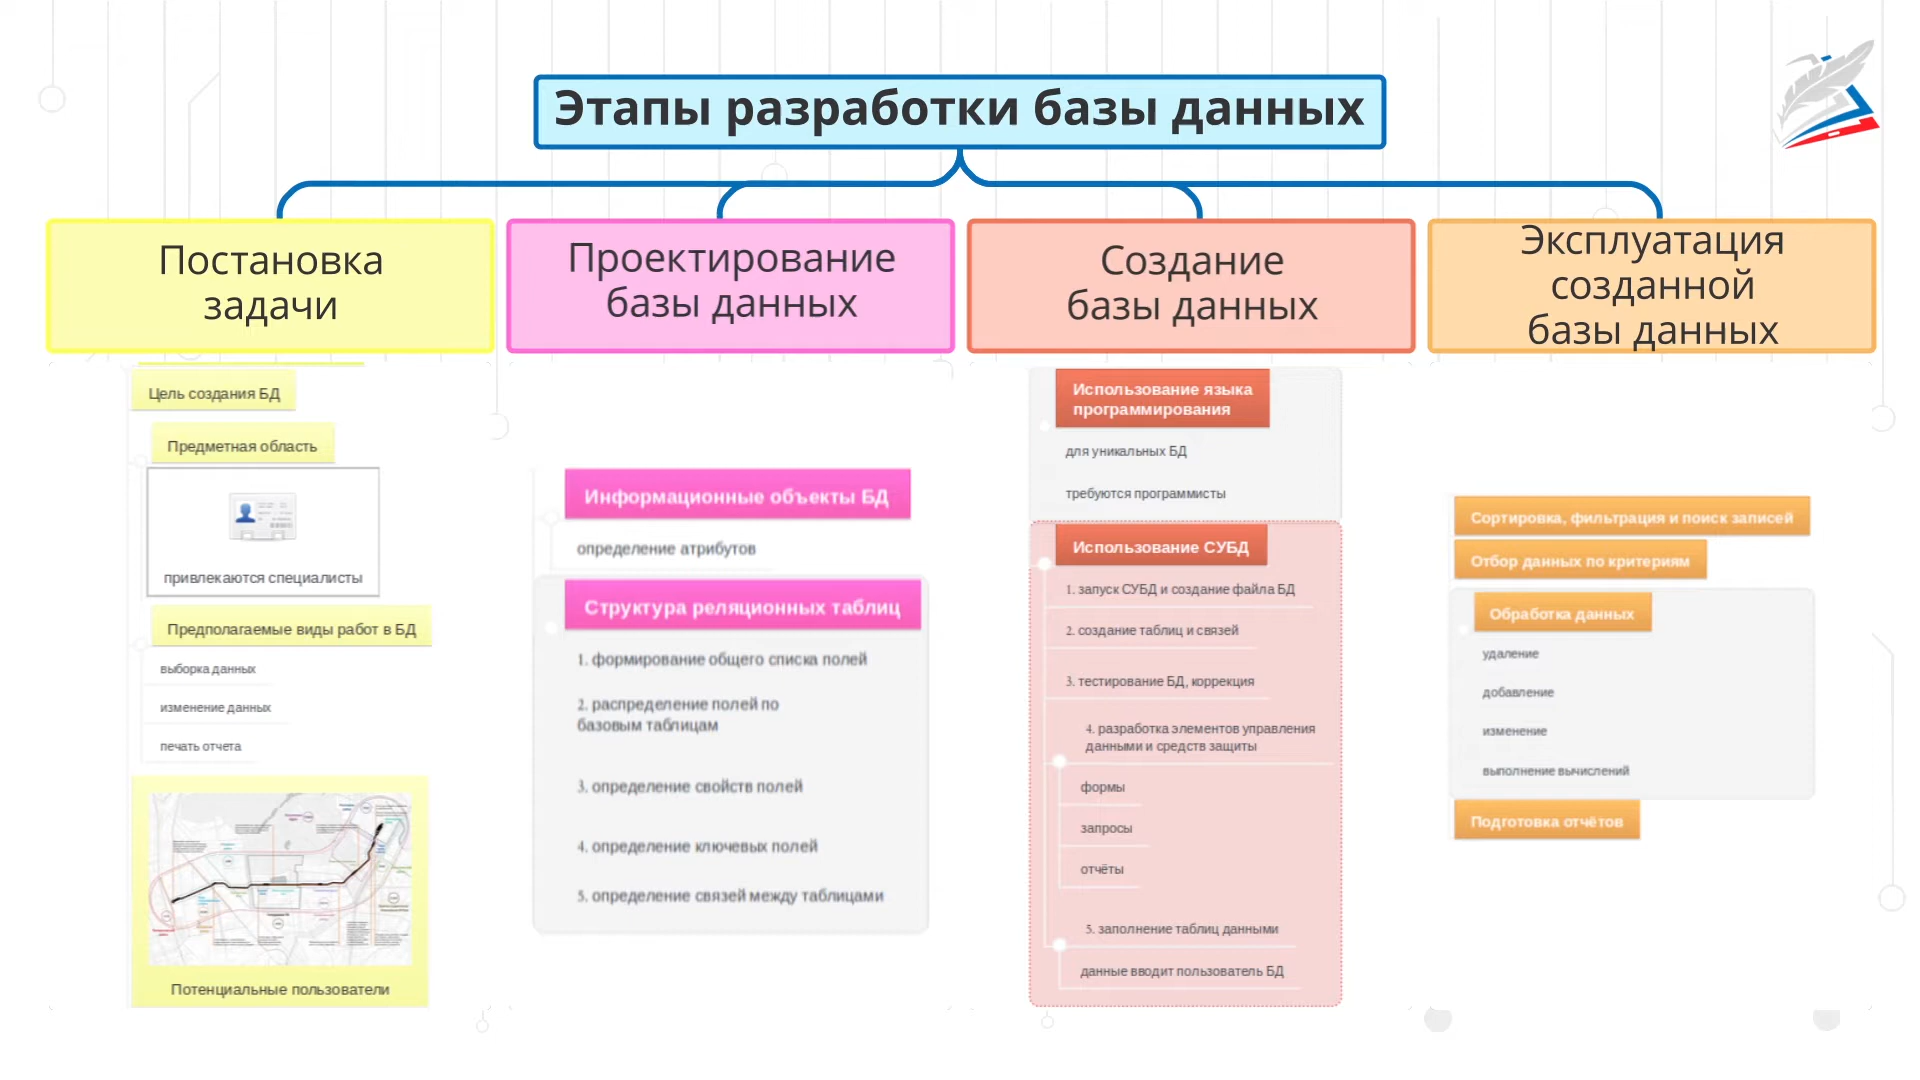 Этапы разработки базы данных
Постановка
задачи
Цель создания БД
Предметная область
привлекаются специалисты
Предполагаемые виды работ в БД
выборка данных
изменение данных
печать отчета
Потенциальные пользователи
Проектирование
базы данных
Информационные объекты БД
определение атрибутов
Структура реляционных таблиц
1. формирование общего списка полей
2. распределение полей по
базовым таблицам
3. определение свойств полей
4. определение ключевых полей
5. определение связей между таблицами
Создание
базы данных
Использование языка
программирования
для уникальных БД
требуются программисты
Использование СУБД
1. запуск СУБД и создание файла БД
2. создание таблиц и связей
3. тестирование БД, коррекция
4. разработка элементов управления
данными и средств защиты
формы
запросы
отчёты
5. заполнение таблиц данными
данные вводит пользователь БД
Эксплуатация
созданной
базы данных
Сортировка, фильтрация и поиск записей
Отбор данных по критериям
Обработка данных
удаление
добавление
изменение
выполнение вычислений
Подготовка отчётов